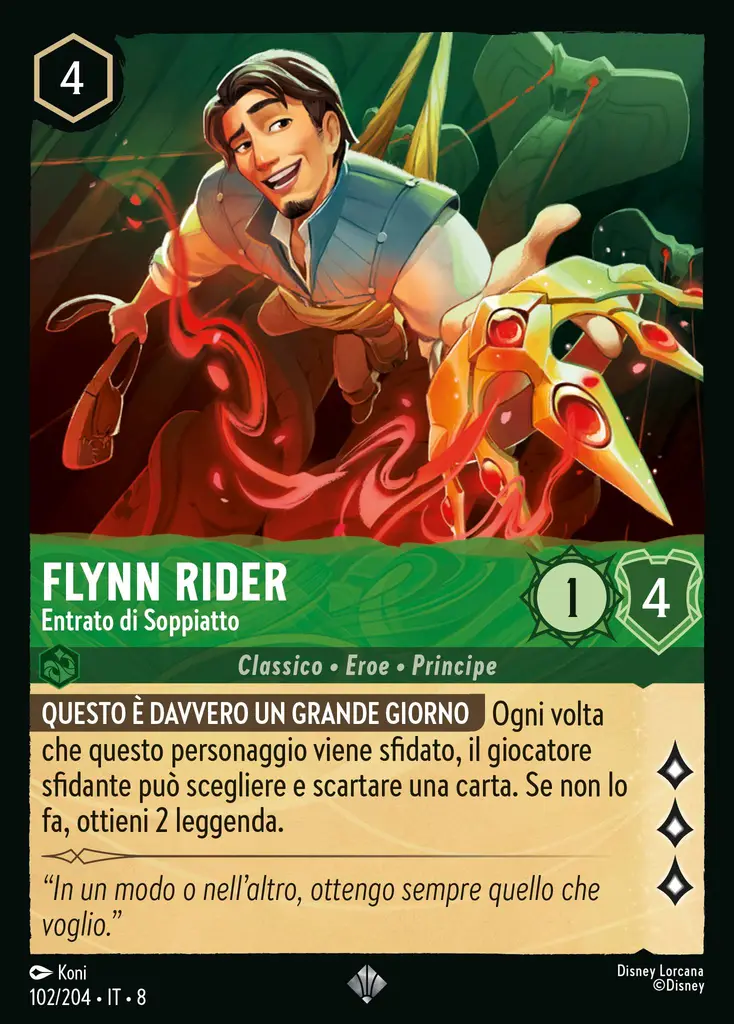 4
FLYNN RIDER
Entrato di Soppiatto
1
4
Classico • Eroe • Principe
QUESTO È DAVVERO UN GRANDE GIORNO Ogni volta
che questo personaggio viene sfidato, il giocatore
sfidante può scegliere e scartare una carta. Se non lo
fa, ottieni 2 leggenda.
“In un modo o nell’altro, ottengo sempre quello che
voglio.”
Koni
Disney Lorcana
102/204 • IT • 8
©Disney